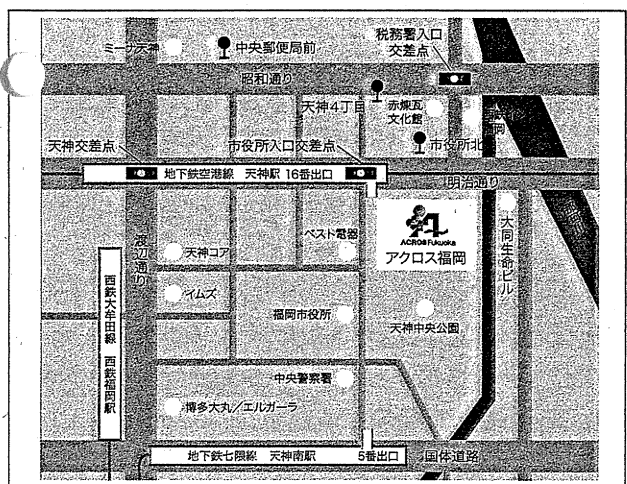 ミーナ天神
中央郵便局前
税務署入口
交差点
昭和通り
天神4丁目
赤煉瓦
文化館
市役所北
天神交差点
市役所入口交差点
地下鉄空港線 天神駅 16番出口
明治通り
渡辺通り
天神コア
ベスト電器
ACROS Fukuoka
アクロス福岡
大同生命ビル
イムズ
福岡市役所
天神中央公園
西鉄大牟田線 西鉄福岡駅
中央警察署
博多大丸/エルガーラ
地下鉄七隈線 天神南駅 5番出口
国体道路